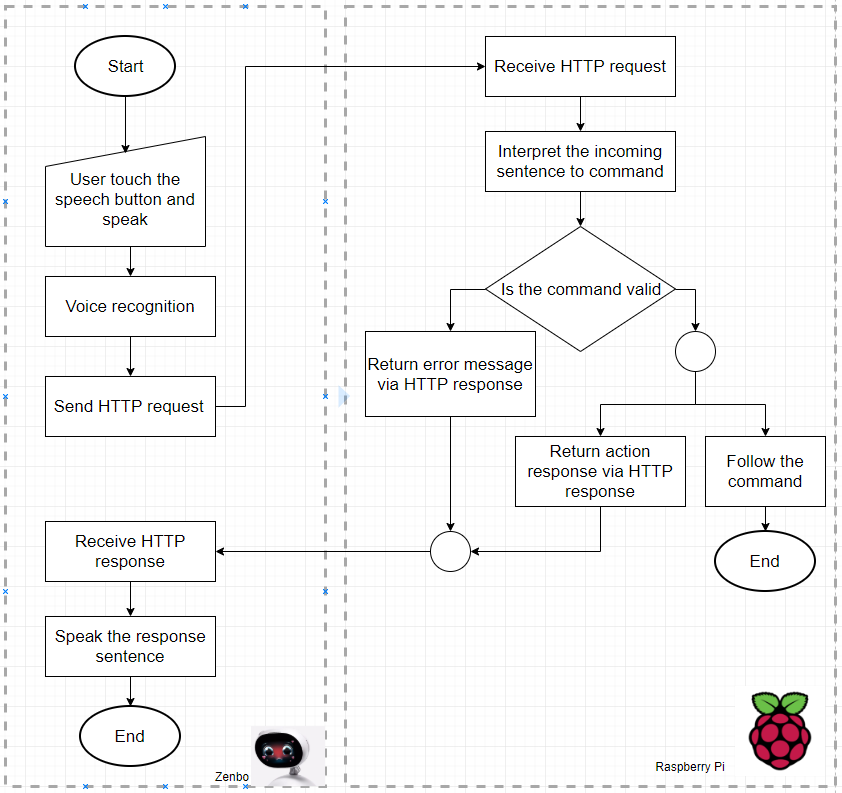 Start
User touch the
speech button and
speak
Voice recognition
Send HTTP request
Receive HTTP
response
Speak the response
sentence
End
Zenbo
Receive HTTP request
Interpret the incoming
sentence to command
Is the command valid
Return error message
via HTTP response
Return action
response via HTTP
response
Follow the
command
End
Raspberry Pi